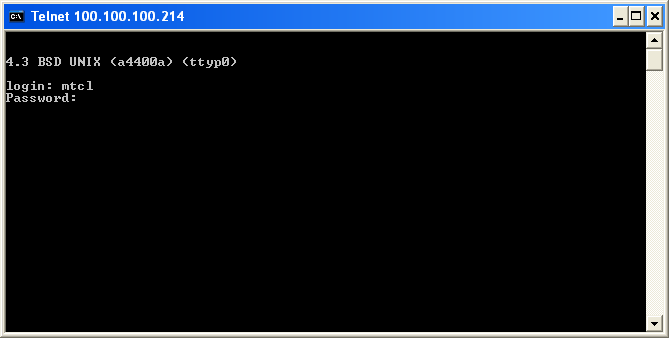 Telnet 100.100.100.214
4.3 BSD UNIX (a4400a) (ttyp0)
login: mtcl
Password: